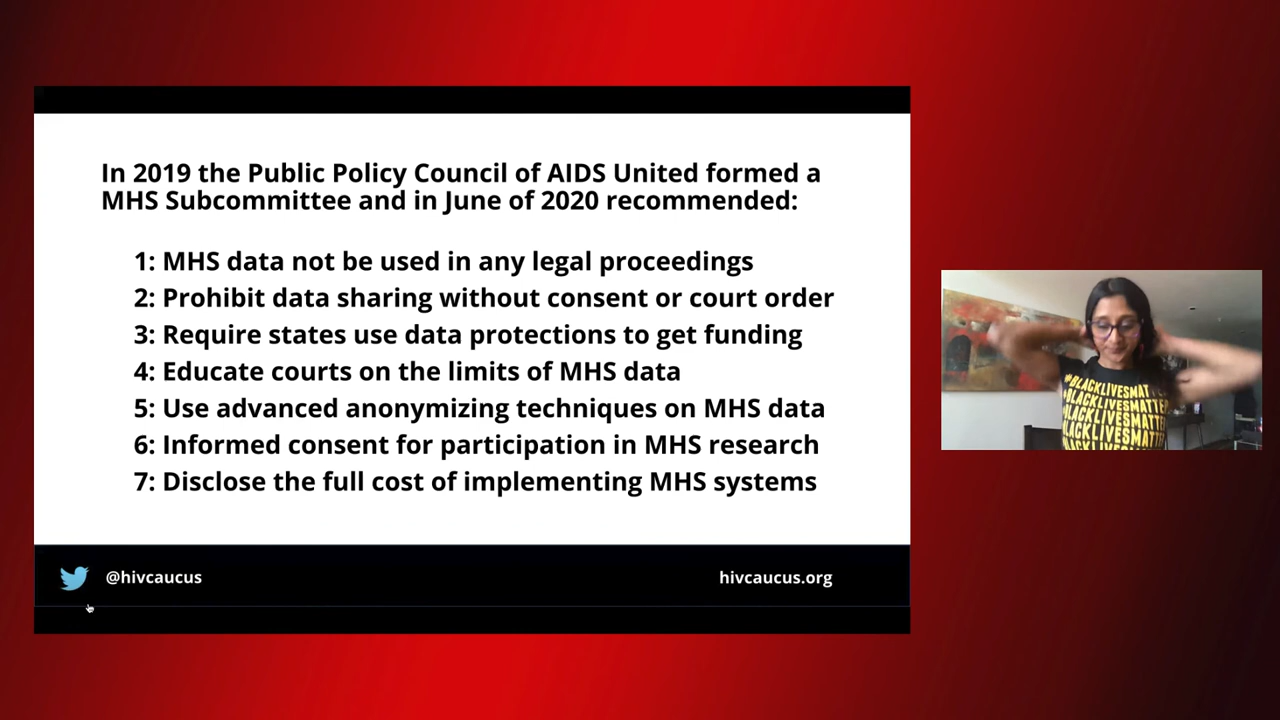 In 2019 the Public Policy Council of AIDS United formed a
MHS Subcommittee and in June of 2020 recommended:
1: MHS data not be used in any legal proceedings
2: Prohibit data sharing without consent or court order
3: Require states use data protections to get funding
4: Educate courts on the limits of MHS data
5: Use advanced anonymizing techniques on MHS data
6: Informed consent for participation in MHS research
7: Disclose the full cost of implementing MHS systems
@hivcaucus
hivcaucus.org
#BLACKLIVESMAT
#BLACKLIVESMATTER
#BLACKLIVESMATTER
BLACKLIVESMATTER